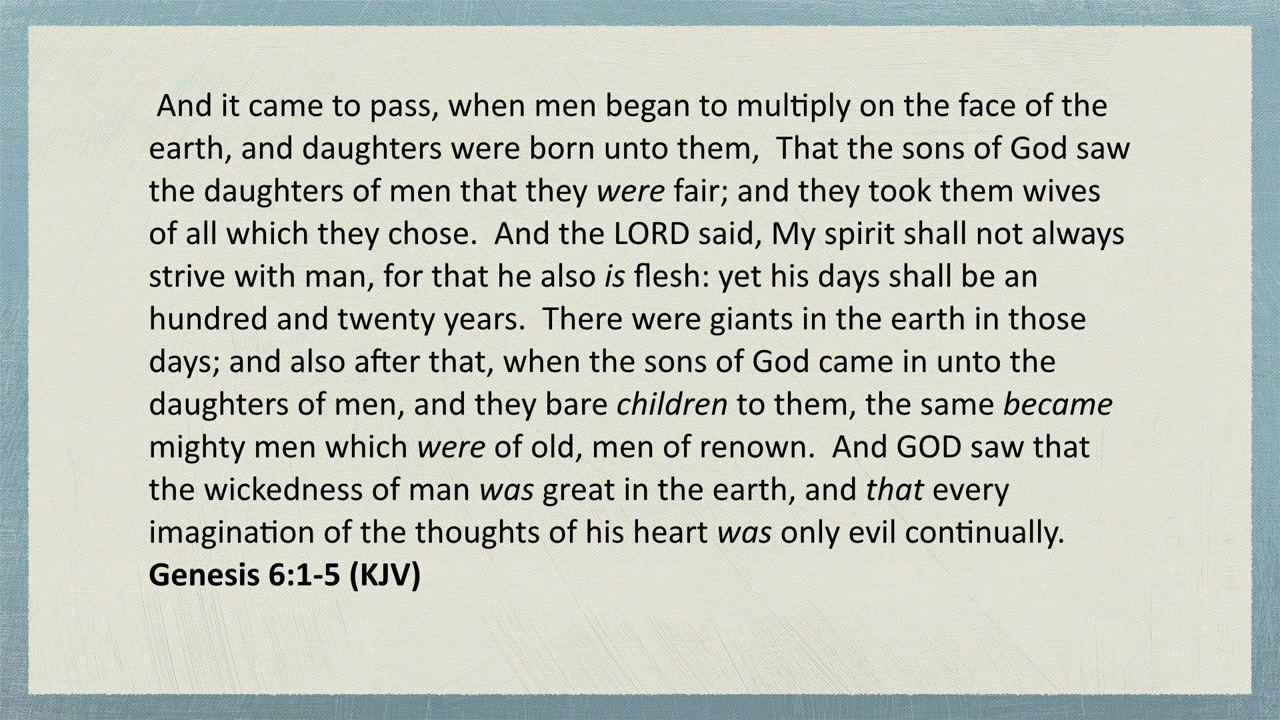 And it came to pass, when men began to multiply on the face of the
earth, and daughters were born unto them,  That the sons of God saw
the daughters of men that they were fair; and they took them wives
of all which they chose.  And the LORD said, My spirit shall not always
strive with man, for that he also is flesh: yet his days shall be an
hundred and twenty years.  There were giants in the earth in those
days; and also after that, when the sons of God came in unto the
daughters of men, and they bare children to them, the same became
mighty men which were of old, men of renown.  And GOD saw that
the wickedness of man was great in the earth, and that every
imagination of the thoughts of his heart was only evil continually.
Genesis 6:1-5 (KJV)